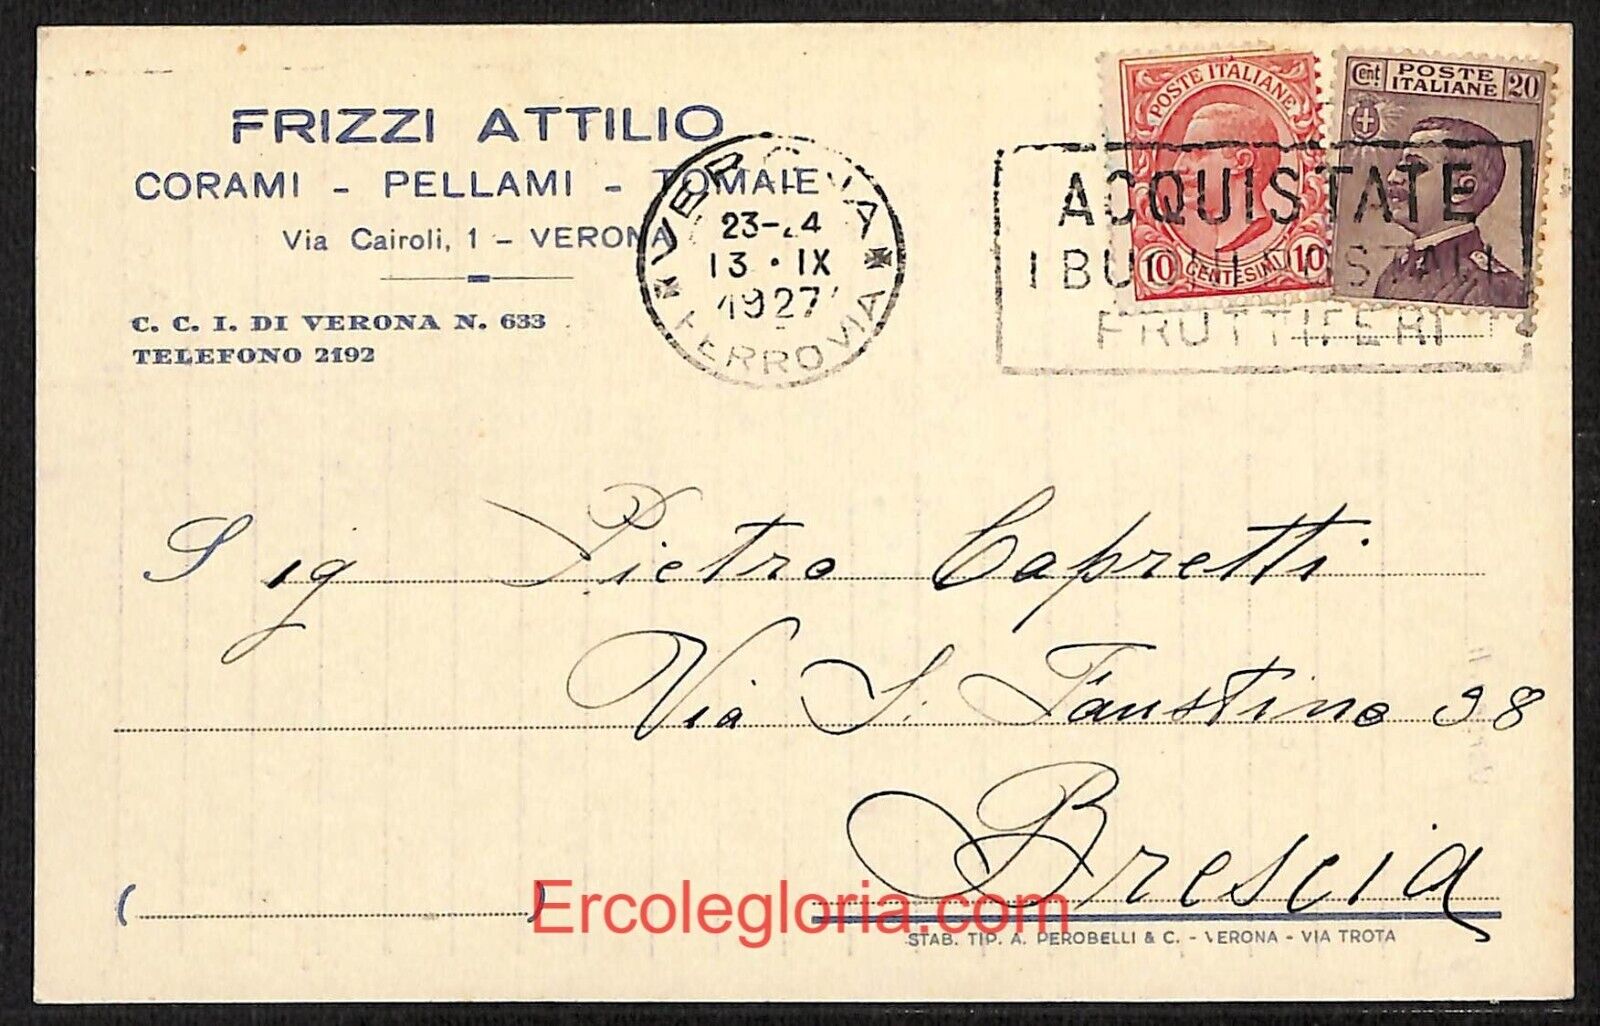 FRIZZI ATTILIO
CORAMI - PELLAMI - TOMAIE
Via Cairoli, 1 - VERONA
C. C. I. DI VERONA N. 633
TELEFONO 2192
23-24
13 · IX
1927
FERROVIA
POSTE ITALIANE
10 CENTESIMI 10
Cent POSTE 20
ITALIANE
ACQUISTATE
I BUONI POSTALI
FRUTTIFERI
Sig Pietro Capretti
Via S. Faustino 38
Brescia
( )
Ercolegloria.com
STAB. TIP. A. PEROBELLI & C. - VERONA - VIA TROTA